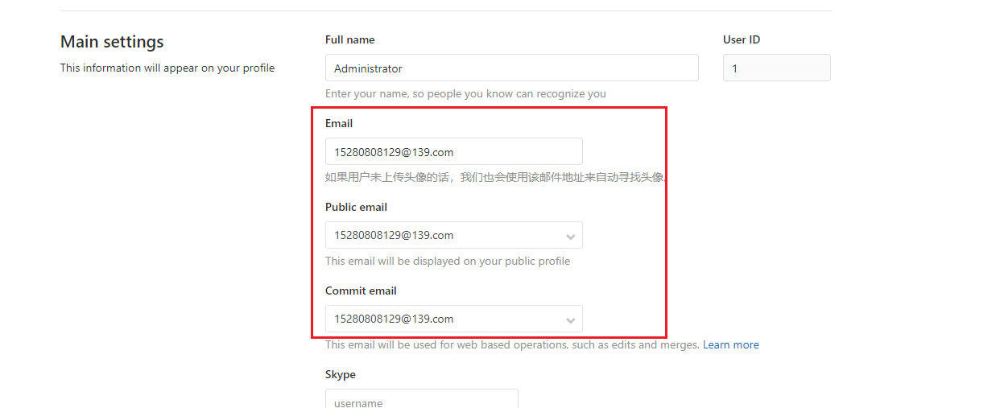 Main settings
This information will appear on your profile
Full name
User ID
Administrator
1
Enter your name, so people you know can recognize you
Email
15280808129@139.com
如果用户未上传头像的话，我们也会使用该邮件地址来自动寻找头像。
Public email
15280808129@139.com
This email will be displayed on your public profile
Commit email
15280808129@139.com
This email will be used for web based operations, such as edits and merges. Learn more
Skype
username